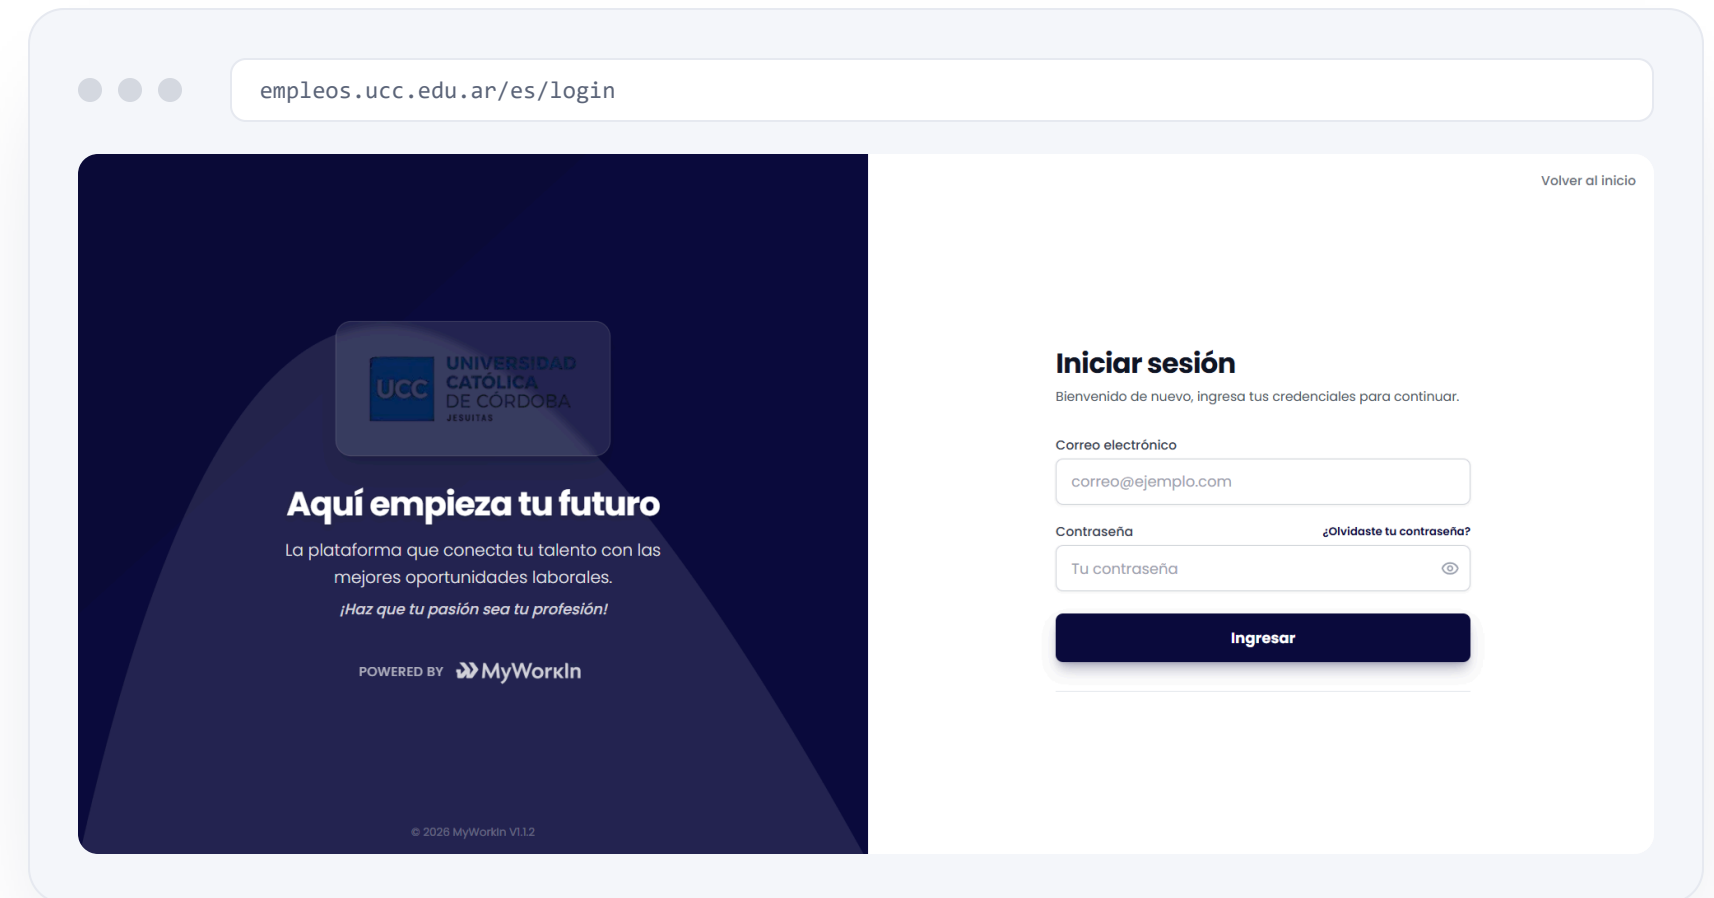 empleos.ucc.edu.ar/es/login
Volver al inicio
UCC
UNIVERSIDAD
CATÓLICA
DE CÓRDOBA
JESUITAS
Aquí empieza tu futuro
La plataforma que conecta tu talento con las
mejores oportunidades laborales.
¡Haz que tu pasión sea tu profesión!
POWERED BY MyWorkIn
© 2026 MyWorkIn V1.1.2
Iniciar sesión
Bienvenido de nuevo, ingresa tus credenciales para continuar.
Correo electrónico
correo@ejemplo.com
Contraseña ¿Olvidaste tu contraseña?
Tu contraseña
Ingresar